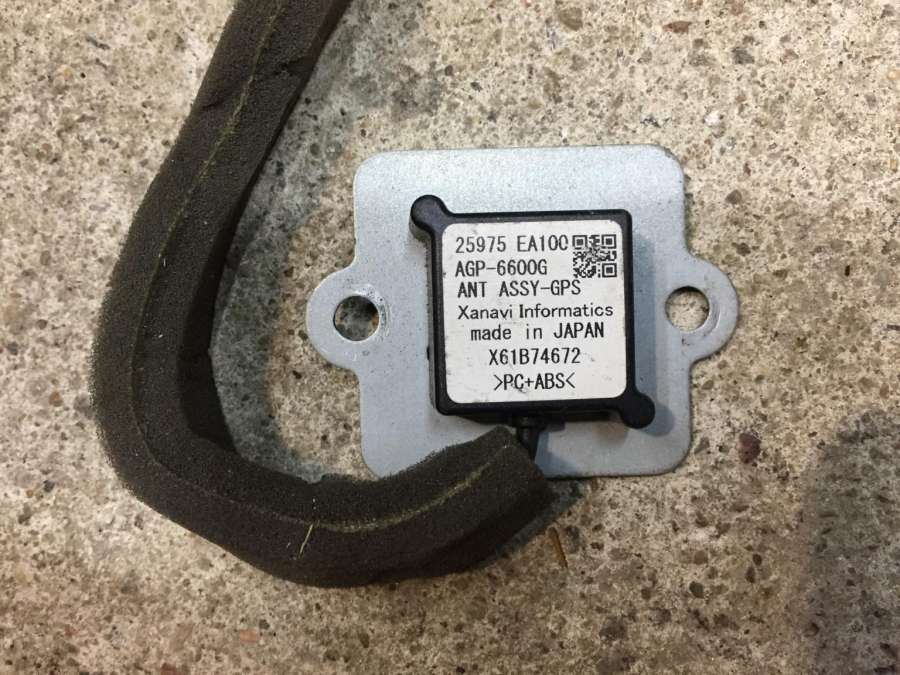 25975 EA100
AGP-6600G
ANT ASSY-GPS
Xanavi Informatics
made in JAPAN
X61B74672
>PC+ABS<